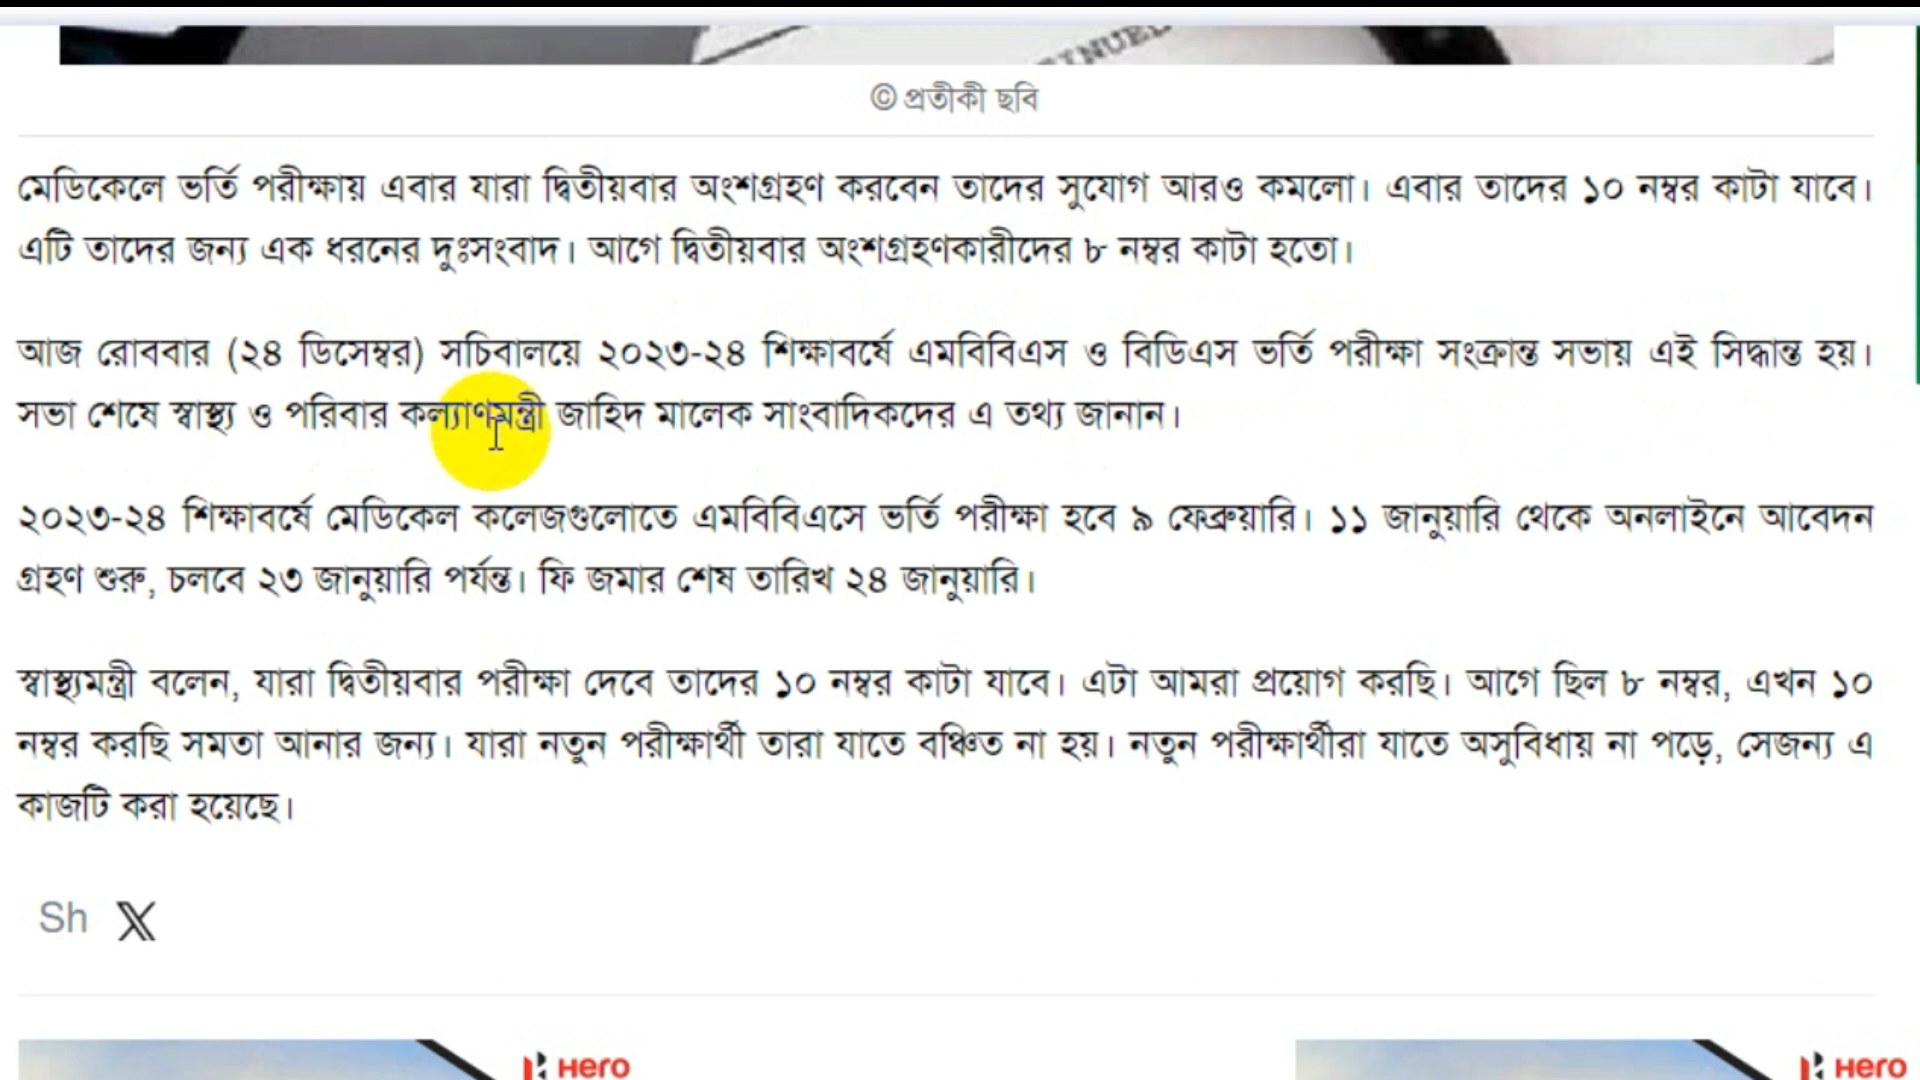 © প্রতীকী ছবি
মেডিকেলে ভর্তি পরীক্ষায় এবার যারা দ্বিতীয়বার অংশগ্রহণ করবেন তাদের সুযোগ আরও কমলো। এবার তাদের ১০ নম্বর কাটা যাবে।
এটি তাদের জন্য এক ধরনের দুঃসংবাদ। আগে দ্বিতীয়বার অংশগ্রহণকারীদের ৮ নম্বর কাটা হতো।
আজ রোববার (২৪ ডিসেম্বর) সচিবালয়ে ২০২৩-২৪ শিক্ষাবর্ষে এমবিবিএস ও বিডিএস ভর্তি পরীক্ষা সংক্রান্ত সভায় এই সিদ্ধান্ত হয়।
সভা শেষে স্বাস্থ্য ও পরিবার কল্যাণমন্ত্রী জাহিদ মালেক সাংবাদিকদের এ তথ্য জানান।
২০২৩-২৪ শিক্ষাবর্ষে মেডিকেল কলেজগুলোতে এমবিবিএসে ভর্তি পরীক্ষা হবে ৯ ফেব্রুয়ারি। ১১ জানুয়ারি থেকে অনলাইনে আবেদন
গ্রহণ শুরু, চলবে ২৩ জানুয়ারি পর্যন্ত। ফি জমার শেষ তারিখ ২৪ জানুয়ারি।
স্বাস্থ্যমন্ত্রী বলেন, যারা দ্বিতীয়বার পরীক্ষা দেবে তাদের ১০ নম্বর কাটা যাবে। এটা আমরা প্রয়োগ করছি। আগে ছিল ৮ নম্বর, এখন ১০
নম্বর করছি সমতা আনার জন্য। যারা নতুন পরীক্ষার্থী তারা যাতে বঞ্চিত না হয়। নতুন পরীক্ষার্থীরা যাতে অসুবিধায় না পড়ে, সেজন্য এ
কাজটি করা হয়েছে।
Sh X
Hero Hero